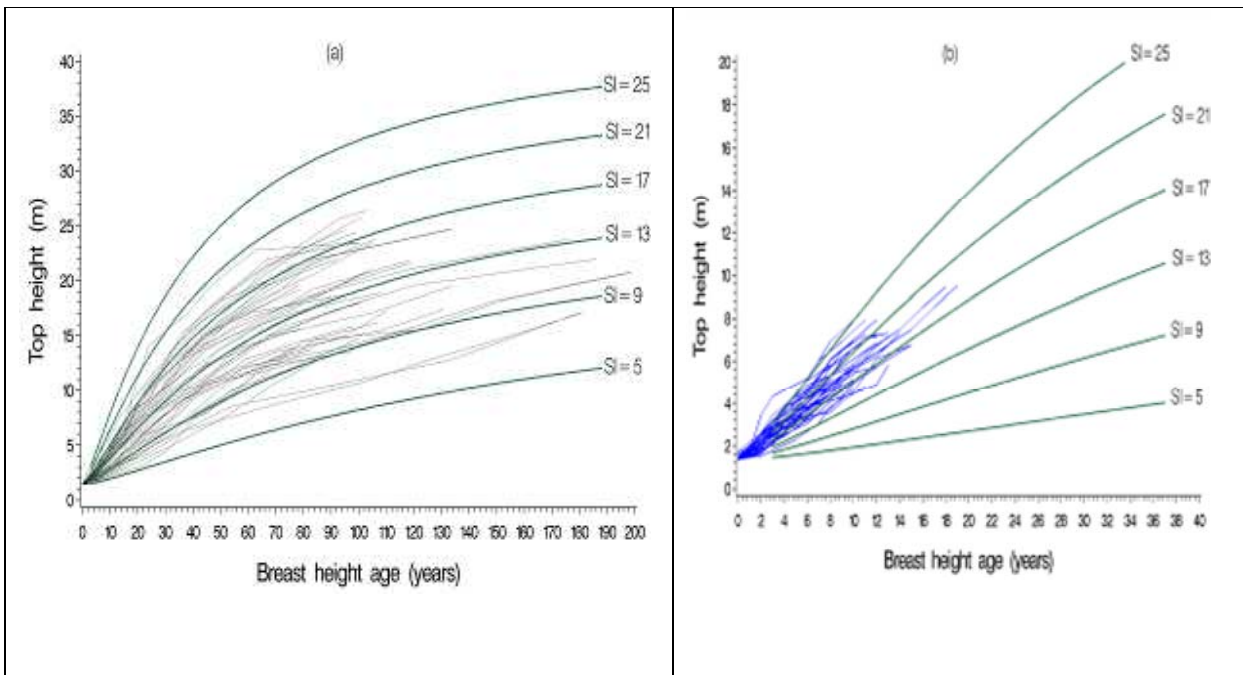 (a)
40
35
30
25
20
15
10
5
0
Top height (m)
SI = 25
SI = 21
SI = 17
SI = 13
SI = 9
SI = 5
0 10 20 30 40 50 60 70 80 90 100 110 120 130 140 150 160 170 180 190 200
Breast height age (years)
(b)
20
18
16
14
12
10
8
6
4
2
0
Top height (m)
SI = 25
SI = 21
SI = 17
SI = 13
SI = 9
SI = 5
0 2 4 6 8 10 12 14 16 18 20 22 24 26 28 30 32 34 36 38 40
Breast height age (years)